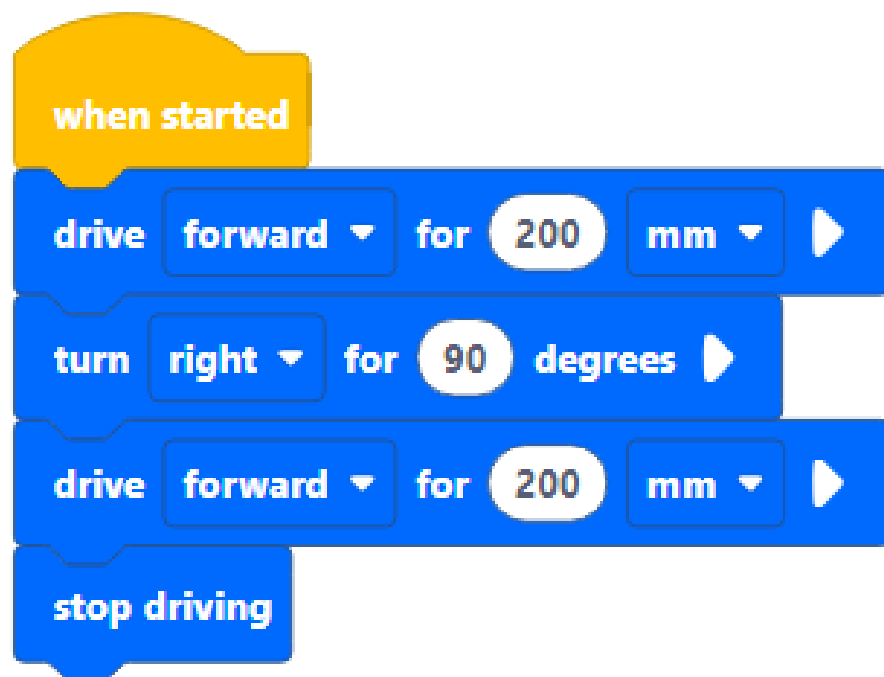 when started
drive forward for 200 mm
turn right for 90 degrees
drive forward for 200 mm
stop driving